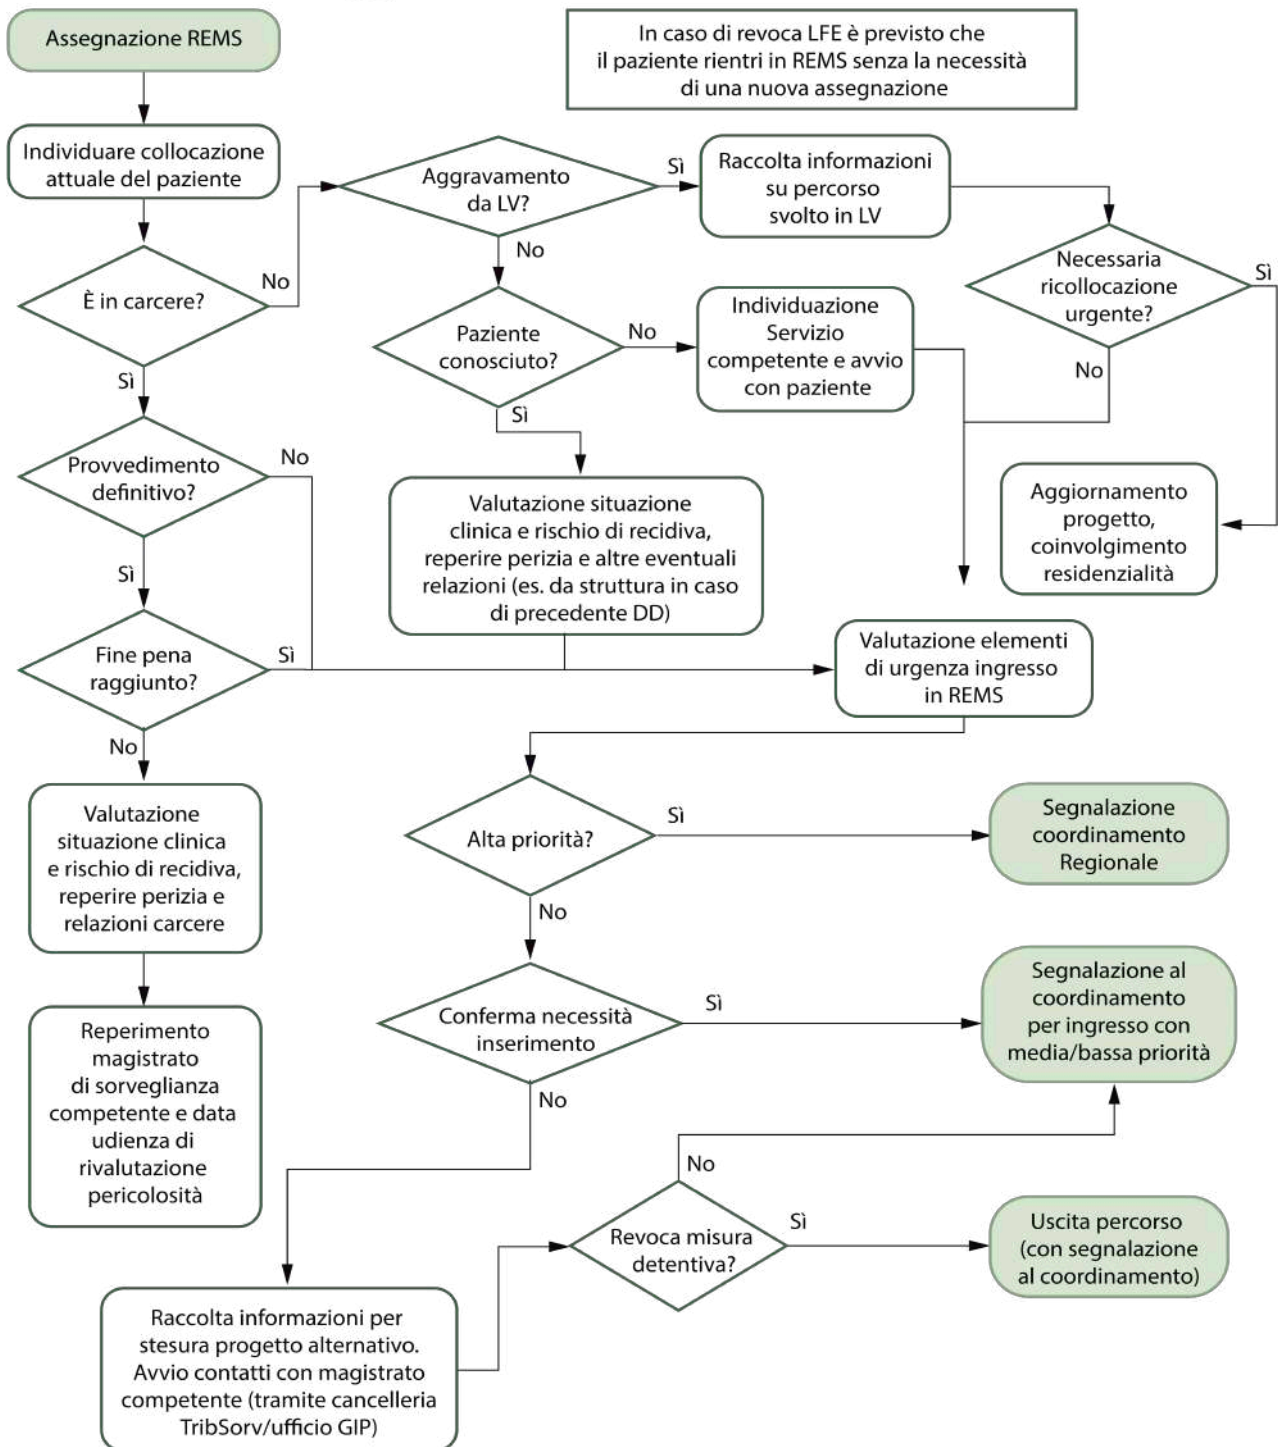 Assegnazione REMS
In caso di revoca LFE è previsto che
il paziente rientri in REMS senza la necessità
di una nuova assegnazione
Individuare collocazione
attuale del paziente
Aggravamento
da LV?
Sì
Raccolta informazioni
su percorso
svolto in LV
No
No
Necessaria
ricollocazione
urgente?
Sì
È in carcere?
Paziente
conosciuto?
No
Individuazione
Servizio
competente e avvio
con paziente
No
Sì
Sì
Provvedimento
definitivo?
No
Valutazione situazione
clinica e rischio di recidiva,
reperire perizia e altre eventuali
relazioni (es. da struttura in caso
di precedente DD)
Aggiornamento
progetto,
coinvolgimento
residenzialità
Sì
Fine pena
raggiunto?
Sì
Valutazione elementi
di urgenza ingresso
in REMS
No
Valutazione
situazione clinica
e rischio di recidiva,
reperire perizia e
relazioni carcere
Alta priorità?
Sì
Segnalazione
coordinamento
Regionale
No
Conferma necessità
inserimento
Sì
Segnalazione al
coordinamento
per ingresso con
media/bassa priorità
Reperimento
magistrato
di sorveglianza
competente e data
udienza di
rivalutazione
pericolosità
No
No
Revoca misura
detentiva?
Sì
Uscita percorso
(con segnalazione
al coordinamento)
Raccolta informazioni per
stesura progetto alternativo.
Avvio contatti con magistrato
competente (tramite cancelleria
TribSorv/ufficio GIP)